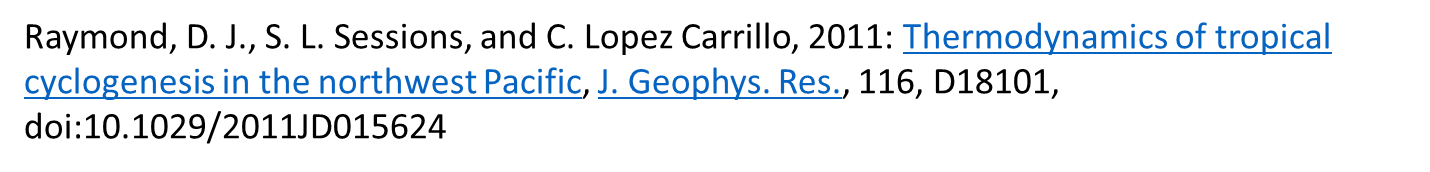 Raymond, D. J., S. L. Sessions, and C. Lopez Carrillo, 2011: Thermodynamics of tropical
cyclogenesis in the northwest Pacific, J. Geophys. Res., 116, D18101,
doi:10.1029/2011JD015624